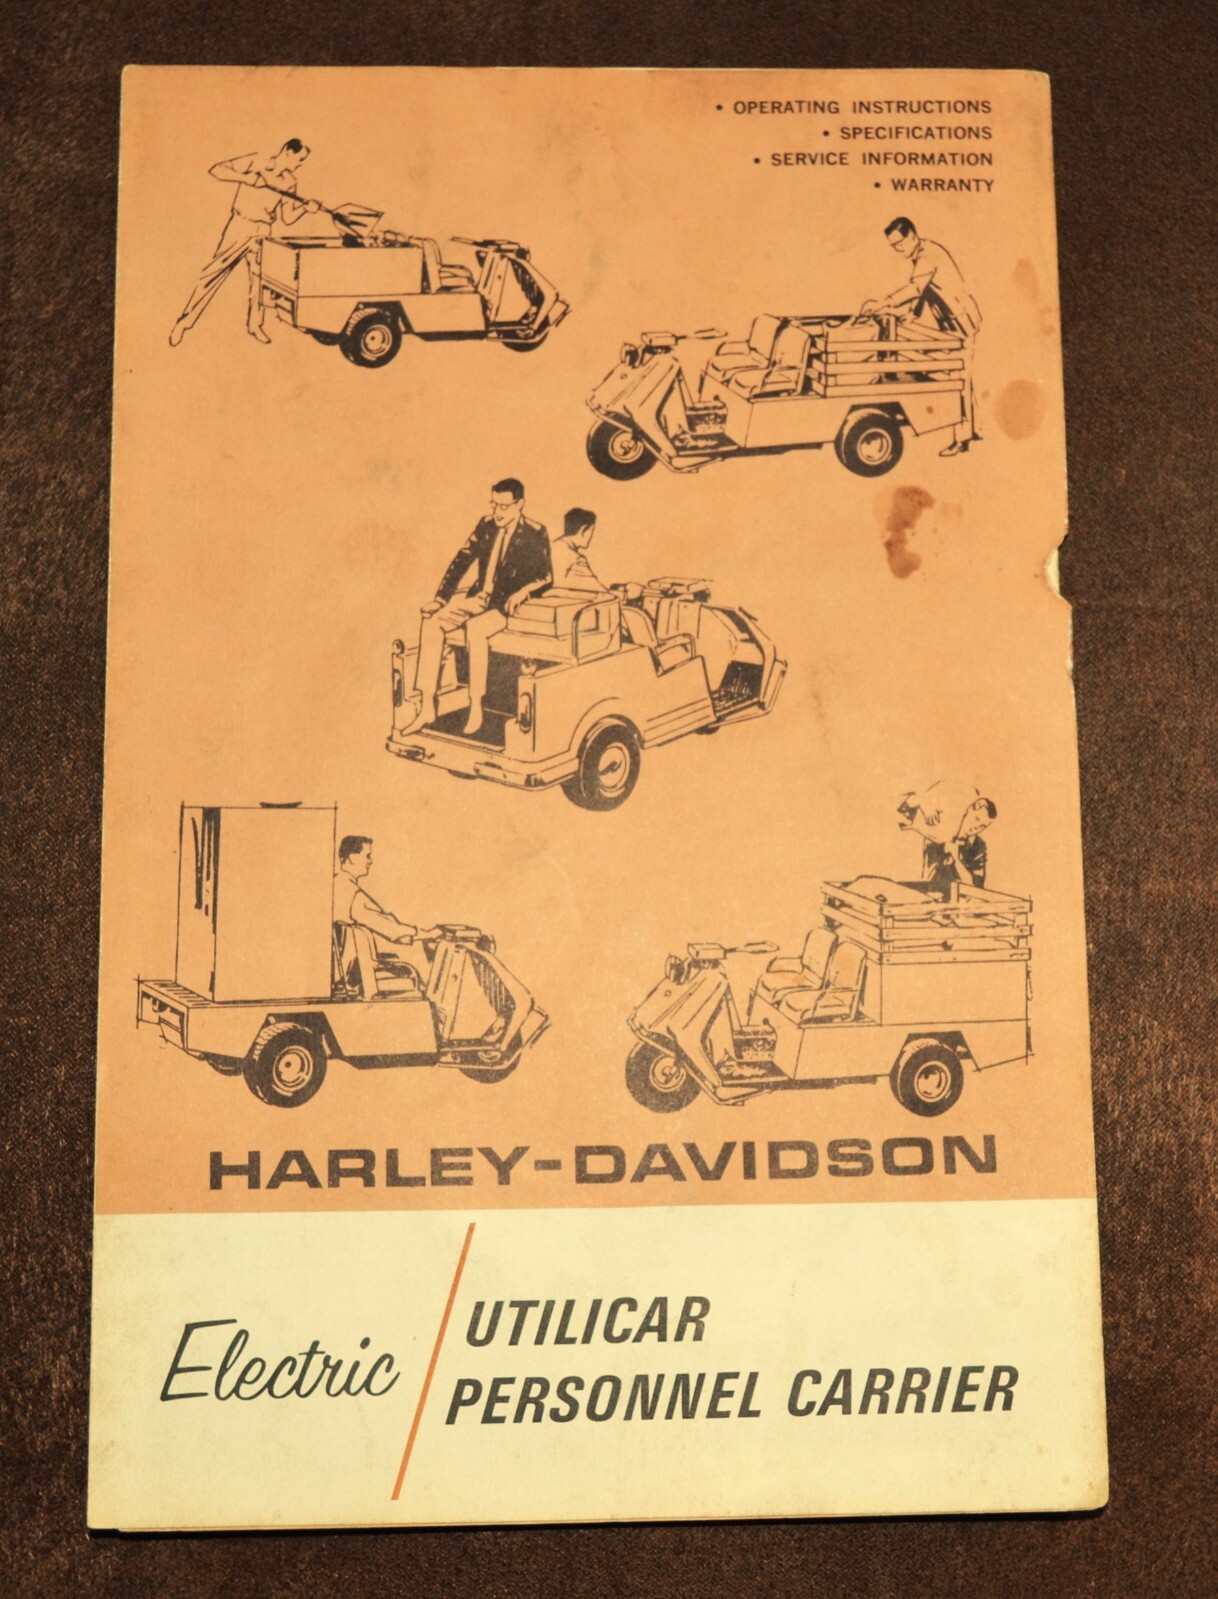 • OPERATING INSTRUCTIONS
• SPECIFICATIONS
• SERVICE INFORMATION
• WARRANTY
HARLEY-DAVIDSON
Electric
UTILICAR
PERSONNEL CARRIER